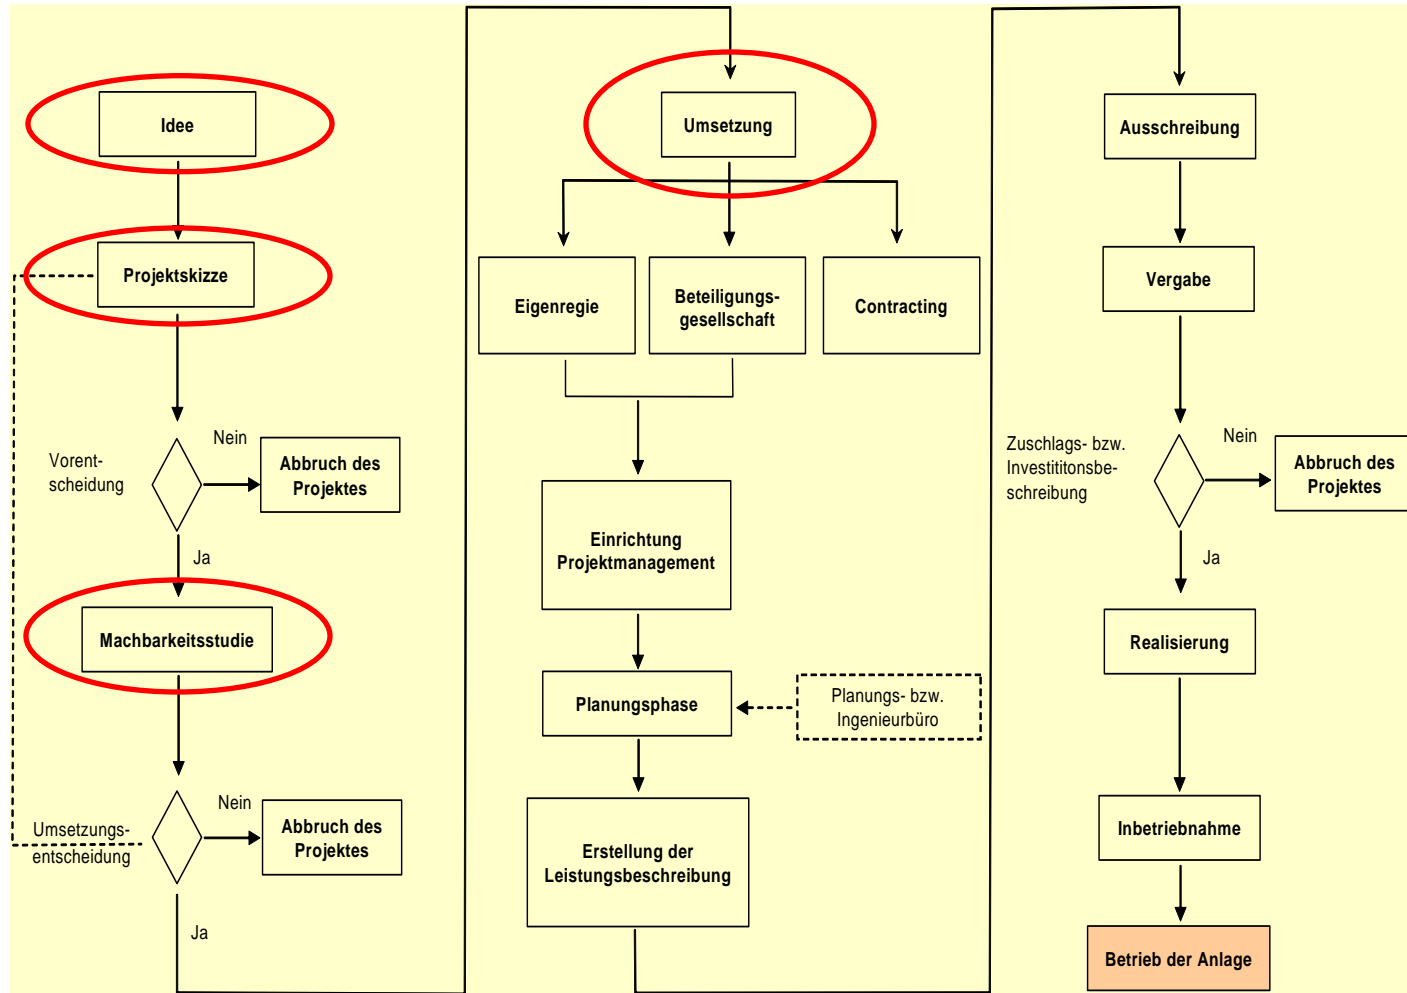 Idee
Projektskizze
Vorent-
scheidung
Nein
Abbruch des
Projektes
Ja
Machbarkeitsstudie
Umsetzungs-
entscheidung
Nein
Abbruch des
Projektes
Ja
Umsetzung
Eigenregie
Beteiligungs-
gesellschaft
Contracting
Einrichtung
Projektmanagement
Planungsphase
Planungs- bzw.
Ingenieurbüro
Erstellung der
Leistungsbeschreibung
Ausschreibung
Vergabe
Zuschlags- bzw.
Investititonsbe-
schreibung
Nein
Abbruch des
Projektes
Ja
Realisierung
Inbetriebnahme
Betrieb der Anlage